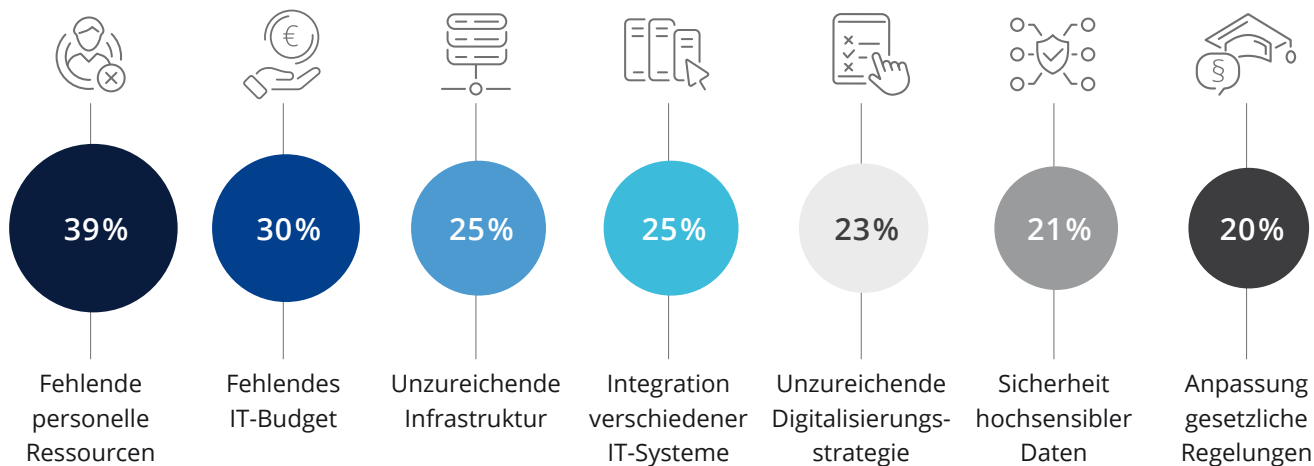 €
§
39%
30%
25%
25%
23%
21%
20%
Fehlende
personelle
Ressourcen
Fehlendes
IT-Budget
Unzureichende
Infrastruktur
Integration
verschiedener
IT-Systeme
Unzureichende
Digitalisierungs-
strategie
Sicherheit
hochsensibler
Daten
Anpassung
gesetzliche
Regelungen